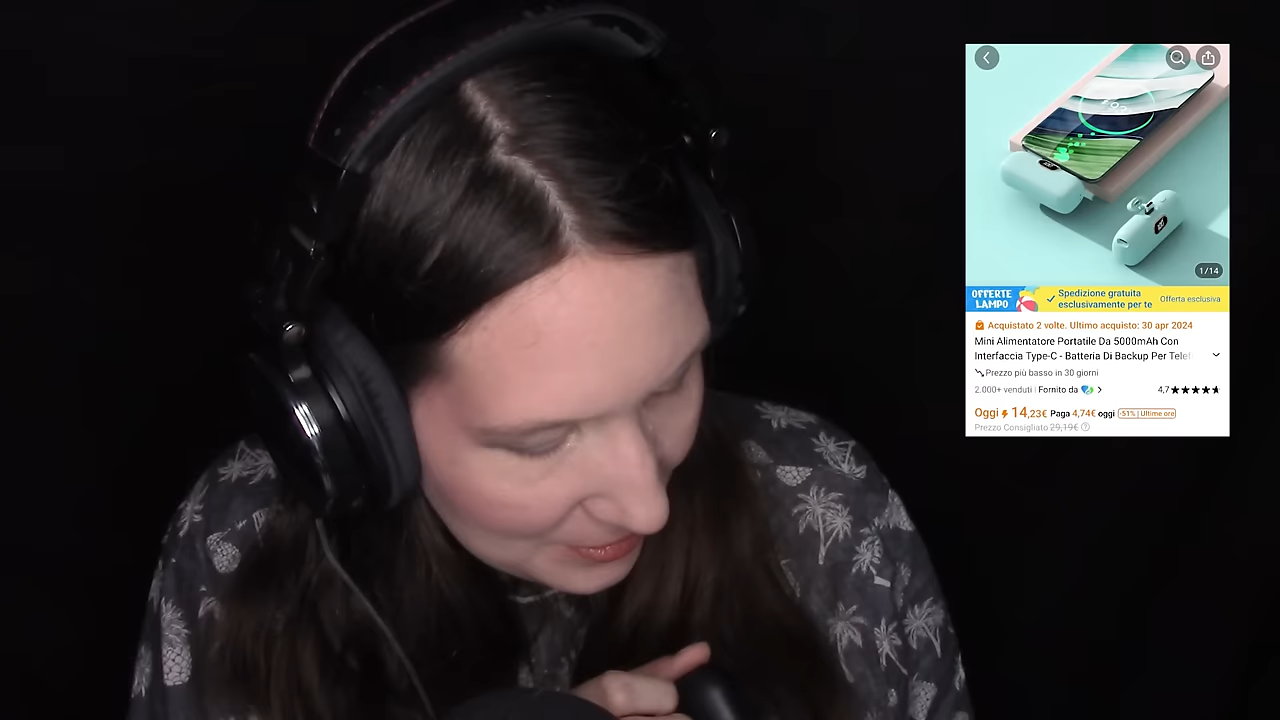 1/14
OFFERTE
LAMPO
Spedizione gratuita
esclusivamente per te
Offerta esclusiva
Acquistato 2 volte. Ultimo acquisto: 30 apr 2024
Mini Alimentatore Portatile Da 5000mAh Con
Interfaccia Type-C - Batteria Di Backup Per Telef
Prezzo più basso in 30 giorni
2.000+ venduti | Fornito da
4,7
Oggi 14,23€ Paga 4,74€ oggi -51% | Ultime ore
Prezzo Consigliato 29,19€